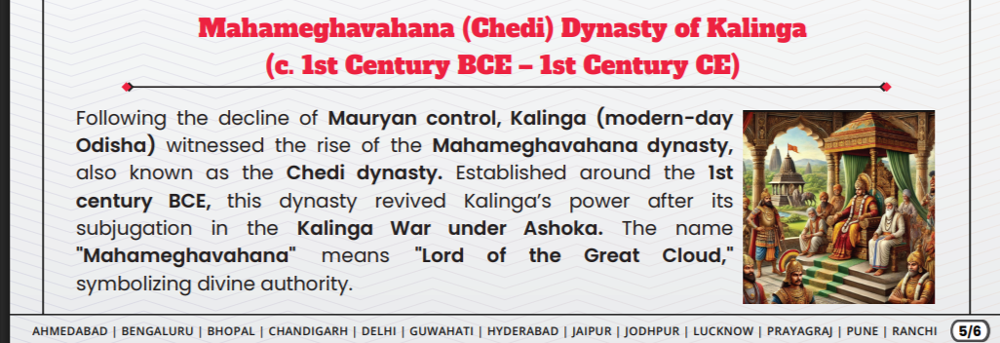 Mahameghavahana (Chedi) Dynasty of Kalinga
(c. 1st Century BCE – 1st Century CE)
Following the decline of Mauryan control, Kalinga (modern-day
Odisha) witnessed the rise of the Mahameghavahana dynasty,
also known as the Chedi dynasty. Established around the 1st
century BCE, this dynasty revived Kalinga's power after its
subjugation in the Kalinga War under Ashoka. The name
"Mahameghavahana" means "Lord of the Great Cloud,"
symbolizing divine authority.
AHMEDABAD | BENGALURU | BHOPAL | CHANDIGARH | DELHI | GUWAHATI | HYDERABAD | JAIPUR | JODHPUR | LUCKNOW | PRAYAGRAJ | PUNE | RANCHI
5/6